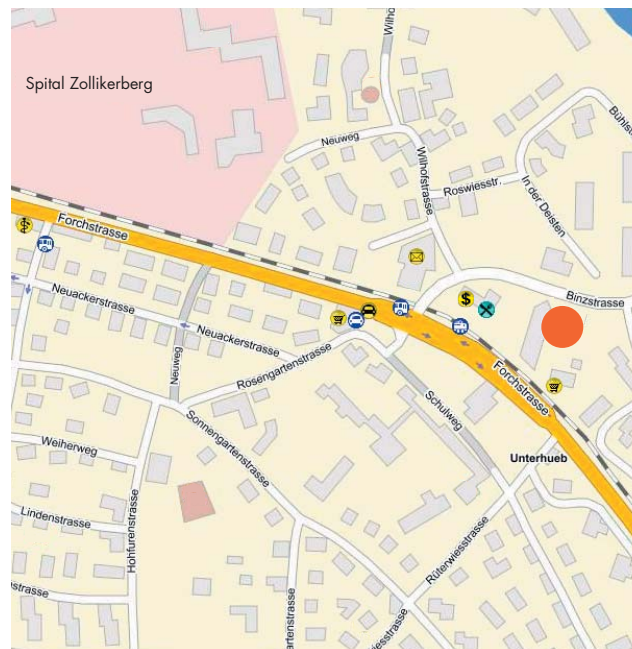 Spital Zollikerberg
Wilhof
Neuweg
Wilhofstrasse
Roswiesstr.
In der Deisten
Forchstrasse
$
Neuackerstrasse
Neuackerstrasse
Neuweg
Rosengartenstrasse
$
Binzstrasse
Forchstrasse
Schulweg
Unterhueb
Sonnengartenstrasse
Weiherweg
Lindenstrasse
Hohfurenstrasse
Rüterwiesstrasse